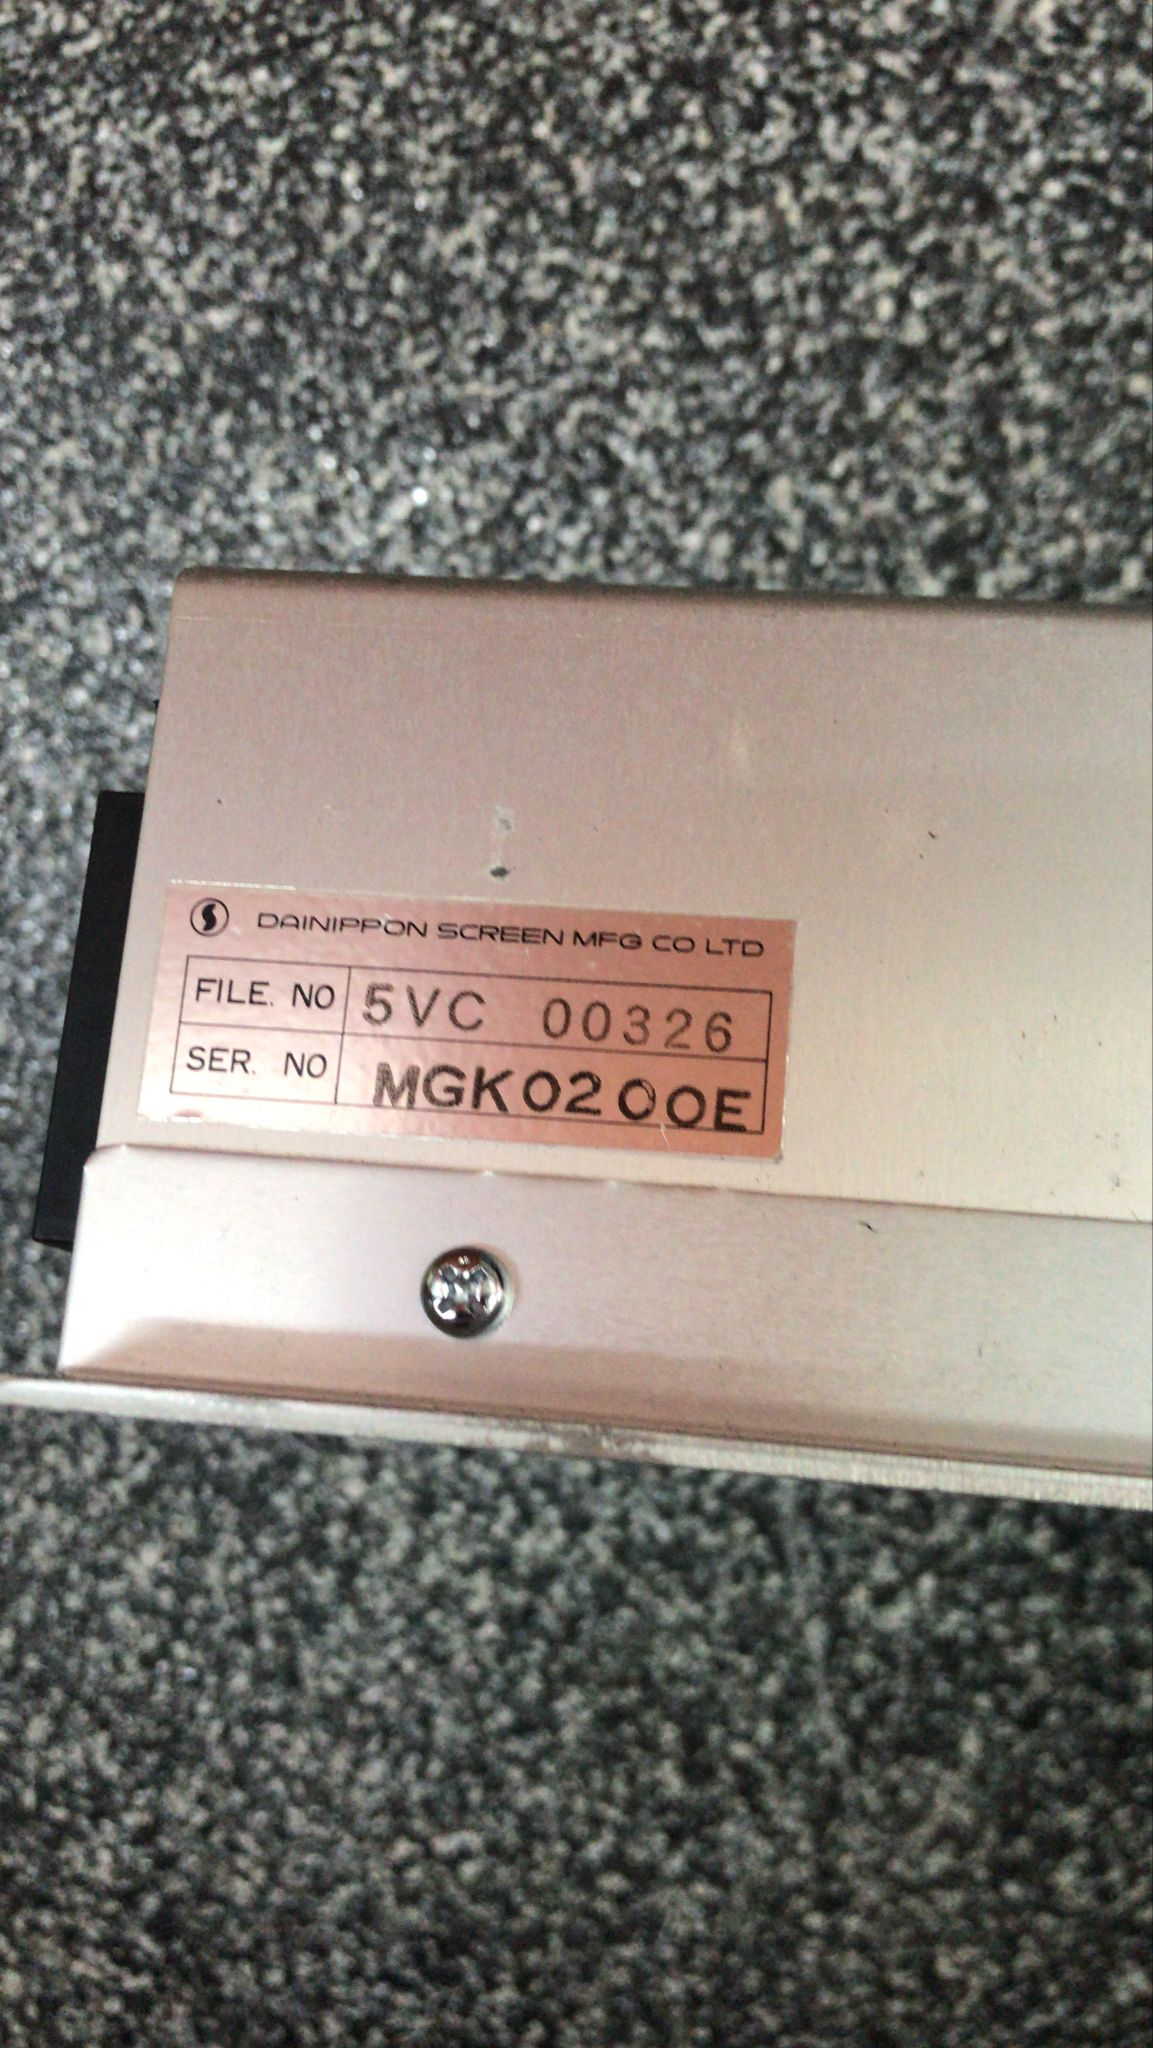 DAINIPPON SCREEN MFG CO LTD
FILE. NO 5VC 00326
SER. NO MGK0200E